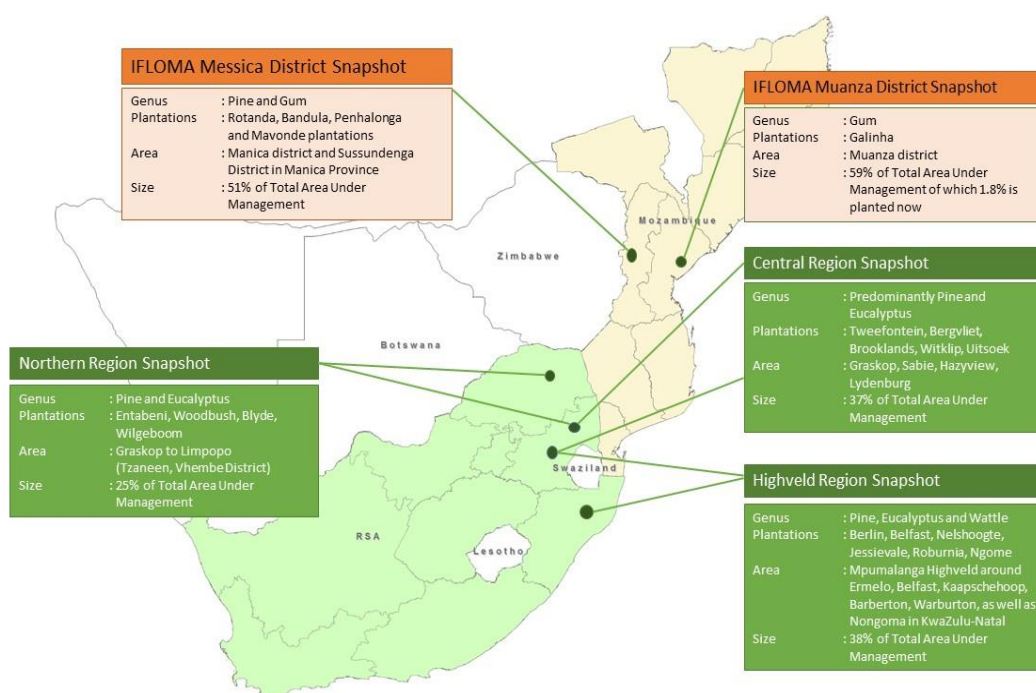 IFLOMA Messica District Snapshot
Genus : Pine and Gum
Plantations : Rotanda, Bandula, Penhalonga
and Mavonde plantations
Area : Manica district and Sussundenga
District in Manica Province
Size : 51% of Total Area Under
Management
IFLOMA Muanza District Snapshot
Genus : Gum
Plantations : Galinha
Area : Muanza district
Size : 59% of Total Area Under
Management of which 1.8% is
planted now
Mozambique
Zimbabwe
Botswana
Central Region Snapshot
Genus : Predominantly Pine and
Eucalyptus
Plantations : Tweefontein, Bergvliet,
Brooklands, Witklip, Uitsoek
Area : Graskop, Sabie, Hazyview,
Lydenburg
Size : 37% of Total Area Under
Management
Northern Region Snapshot
Genus : Pine and Eucalyptus
Plantations : Entabeni, Woodbush, Blyde,
Wilgeboom
Area : Graskop to Limpopo
(Tzaneen, Vhembe District)
Size : 25% of Total Area Under
Management
Swaziland
RSA
Lesotho
Highveld Region Snapshot
Genus : Pine, Eucalyptus and Wattle
Plantations : Berlin, Belfast, Nelshoogte,
Jessievale, Roburnia, Ngome
Area : Mpumalanga Highveld around
Ermelo, Belfast, Kaapschehoop,
Barberton, Warburton, as well as
Nongoma in KwaZulu-Natal
Size : 38% of Total Area Under
Management